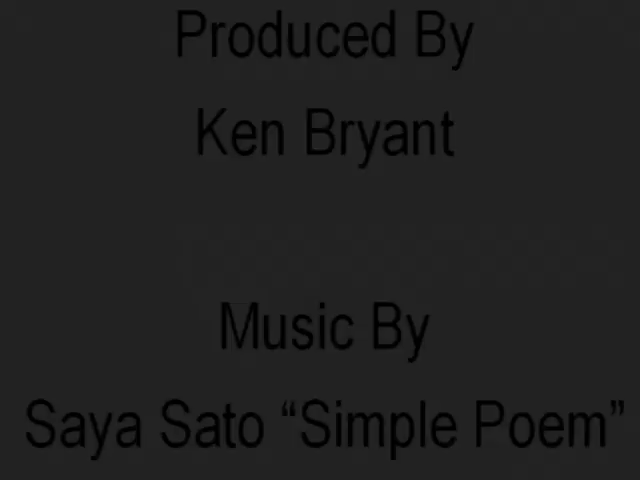 Produced By
Ken Bryant
Music By
Saya Sato “Simple Poem”